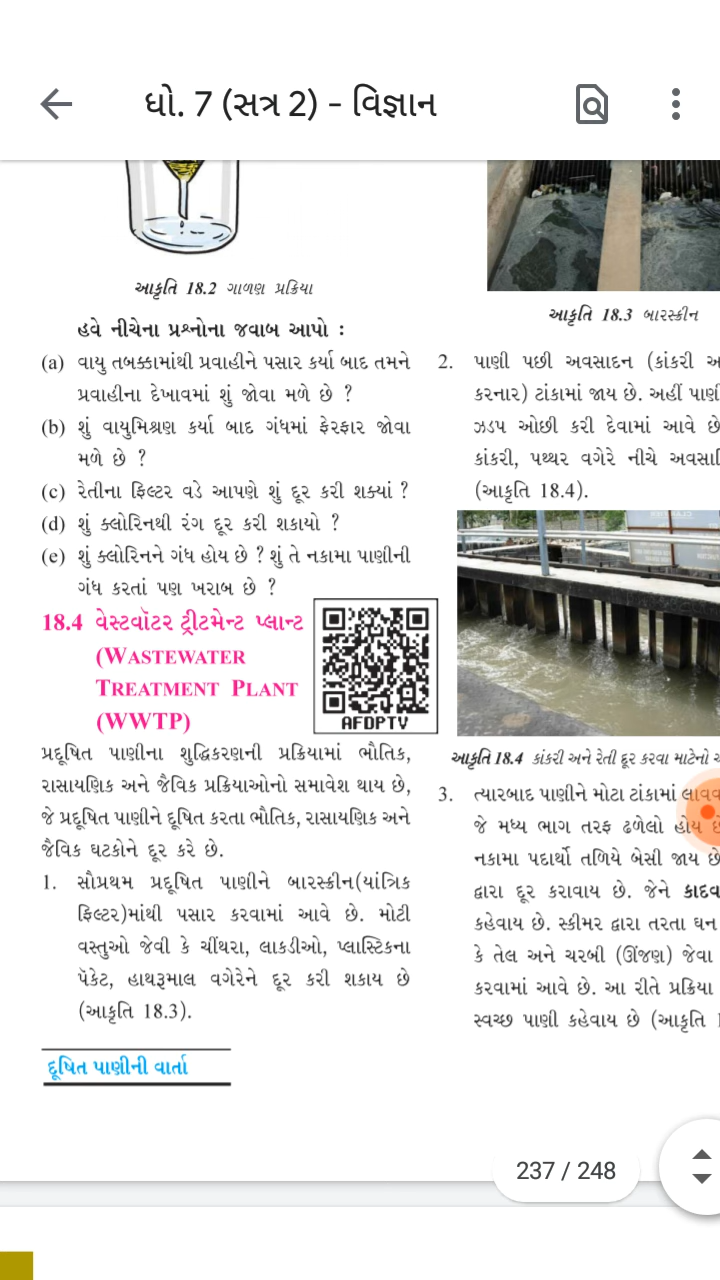 ધો. 7 (સત્ર 2) - વિજ્ઞાન
આકૃતિ 18.2 ગાળણ પ્રક્રિયા
હવે નીચેના પ્રશ્નોના જવાબ આપો :
(a) વાયુ તબક્કામાંથી પ્રવાહીને પસાર કર્યા બાદ તમને
પ્રવાહીના દેખાવમાં શું જોવા મળે છે ?
(b) શું વાયુમિશ્રણ કર્યા બાદ ગંધમાં ફેરફાર જોવા
મળે છે ?
(c) રેતીના ફિલ્ટર વડે આપણે શું દૂર કરી શક્યાં ?
(d) શું ક્લોરિનથી રંગ દૂર કરી શકાયો ?
(e) શું ક્લોરિનને ગંધ હોય છે ? શું તે નકામા પાણીની
ગંધ કરતાં પણ ખરાબ છે ?
18.4 વેસ્ટવૉટર ટ્રીટમેન્ટ પ્લાન્ટ
(WASTEWATER
TREATMENT PLANT
(WWTP)
AFDPTV
પ્રદૂષિત પાણીના શુદ્ધિકરણની પ્રક્રિયામાં ભૌતિક,
રાસાયણિક અને જૈવિક પ્રક્રિયાઓનો સમાવેશ થાય છે,
જે પ્રદૂષિત પાણીને દૂષિત કરતા ભૌતિક, રાસાયણિક અને
જૈવિક ઘટકોને દૂર કરે છે.
1. સૌપ્રથમ પ્રદૂષિત પાણીને બારસ્ક્રીન(યાંત્રિક
ફિલ્ટર)માંથી પસાર કરવામાં આવે છે. મોટી
વસ્તુઓ જેવી કે ચીંથરા, લાકડીઓ, પ્લાસ્ટિકના
પૅકેટ, હાથરૂમાલ વગેરેને દૂર કરી શકાય છે
(આકૃતિ 18.3).
દૂષિત પાણીની વાર્તા
આકૃતિ 18.3 બારસ્ક્રીન
2. પાણી પછી અવસાદન (કાંકરી
કરનાર) ટાંકામાં જાય છે. અહીં પાણી
ઝડપ ઓછી કરી દેવામાં આવે છે
કાંકરી, પથ્થર વગેરે નીચે
(આકૃતિ 18.4).
આકૃતિ 18.4 કાંકરી અને રેતી દૂર કરવા માટેનો
3. ત્યારબાદ પાણીને મોટા ટાંકામાં
જે મધ્ય ભાગ તરફ ઢળેલો હોય
નકામા પદાર્થો તળિયે બેસી જાય છે
દ્વારા દૂર કરાવાય છે. જેને કાદવ
કહેવાય છે. સ્કીમર દ્વારા તરતા ઘન
કે તેલ અને ચરબી (ઊંજણ) જેવા
કરવામાં આવે છે. આ રીતે પ્રક્રિયા
સ્વચ્છ પાણી કહેવાય છે (આકૃતિ
237 / 248